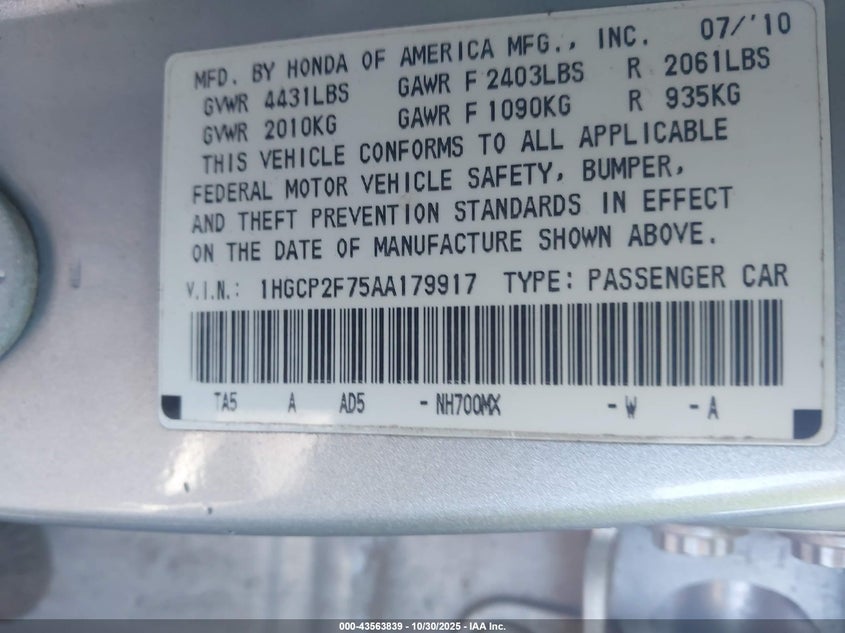 MFD. BY HONDA OF AMERICA MFG., INC. 07/'10
GVWR 4431LBS GAWR F 2403LBS R 2061LBS
GVWR 2010KG GAWR F 1090KG R 935KG
THIS VEHICLE CONFORMS TO ALL APPLICABLE
FEDERAL MOTOR VEHICLE SAFETY, BUMPER,
AND THEFT PREVENTION STANDARDS IN EFFECT
ON THE DATE OF MANUFACTURE SHOWN ABOVE.
V.I.N.: 1HGCP2F75AA179917 TYPE: PASSENGER CAR
TA5 A AD5 -NH700MX -W -A
000-43563839 - 10/30/2025 - IAA Inc.